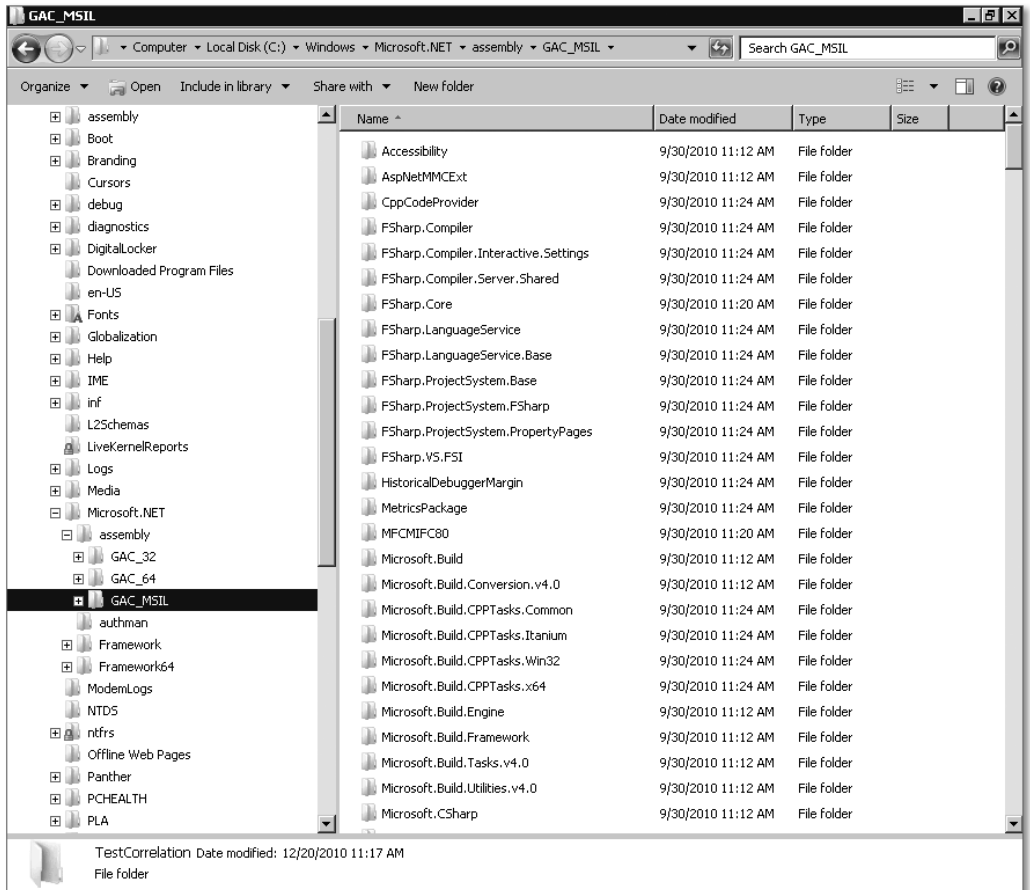 GAC_MSIL
Computer Local Disk (C:) Windows Microsoft.NET assembly GAC_MSIL
Search GAC_MSIL
Organize Open Include in library Share with New folder
assembly
Boot
Branding
Cursors
debug
diagnostics
DigitalLocker
Downloaded Program Files
en-US
Fonts
Globalization
Help
IME
inf
L2Schemas
LiveKernelReports
Logs
Media
Microsoft.NET
assembly
GAC_32
GAC_64
GAC_MSIL
authman
Framework
Framework64
ModemLogs
NTDS
ntfrs
Offline Web Pages
Panther
PCHEALTH
PLA
Name Date modified Type Size
Accessibility 9/30/2010 11:12 AM File folder
AspNetMMCExt 9/30/2010 11:12 AM File folder
CppCodeProvider 9/30/2010 11:24 AM File folder
FSharp.Compiler 9/30/2010 11:24 AM File folder
FSharp.Compiler.Interactive.Settings 9/30/2010 11:24 AM File folder
FSharp.Compiler.Server.Shared 9/30/2010 11:24 AM File folder
FSharp.Core 9/30/2010 11:20 AM File folder
FSharp.LanguageService 9/30/2010 11:24 AM File folder
FSharp.LanguageService.Base 9/30/2010 11:24 AM File folder
FSharp.ProjectSystem.Base 9/30/2010 11:24 AM File folder
FSharp.ProjectSystem.FSharp 9/30/2010 11:24 AM File folder
FSharp.ProjectSystem.PropertyPages 9/30/2010 11:24 AM File folder
FSharp.VS.FSI 9/30/2010 11:24 AM File folder
HistoricalDebuggerMargin 9/30/2010 11:24 AM File folder
MetricsPackage 9/30/2010 11:24 AM File folder
MFCMIFC80 9/30/2010 11:20 AM File folder
Microsoft.Build 9/30/2010 11:12 AM File folder
Microsoft.Build.Conversion.v4.0 9/30/2010 11:12 AM File folder
Microsoft.Build.CPPTasks.Common 9/30/2010 11:24 AM File folder
Microsoft.Build.CPPTasks.Itanium 9/30/2010 11:24 AM File folder
Microsoft.Build.CPPTasks.Win32 9/30/2010 11:24 AM File folder
Microsoft.Build.CPPTasks.x64 9/30/2010 11:24 AM File folder
Microsoft.Build.Engine 9/30/2010 11:12 AM File folder
Microsoft.Build.Framework 9/30/2010 11:12 AM File folder
Microsoft.Build.Tasks.v4.0 9/30/2010 11:12 AM File folder
Microsoft.Build.Utilities.v4.0 9/30/2010 11:12 AM File folder
Microsoft.CSharp 9/30/2010 11:12 AM File folder
TestCorrelation Date modified: 12/20/2010 11:17 AM
File folder